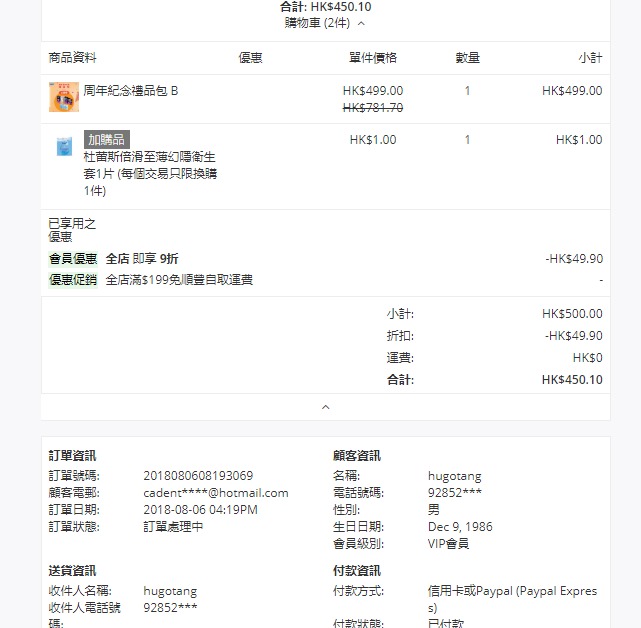 合計: HK$450.10
購物車 (2件)
商品資料 優惠 單件價格 數量 小計
周年紀念禮品包 B HK$499.00 1 HK$499.00
HK$781.70
加購品 HK$1.00 1 HK$1.00
杜蕾斯倍滑至薄幻隱衛生
套1片 (每個交易只限換購
1件)
已享用之
優惠
會員優惠 全店 即享 9折 -HK$49.90
優惠促銷 全店滿$199免順豐自取運費 -
小計: HK$500.00
折扣: -HK$49.90
運費: HK$0
合計: HK$450.10
訂單資訊
訂單號碼: 2018080608193069
顧客電郵: cadent****@hotmail.com
訂單日期: 2018-08-06 04:19PM
訂單狀態: 訂單處理中
顧客資訊
名稱: hugotang
電話號碼: 92852***
性別: 男
生日日期: Dec 9, 1986
會員級別: VIP會員
送貨資訊
收件人名稱: hugotang
收件人電話號 92852***
碼:
付款資訊
付款方式: 信用卡或Paypal (Paypal Expres
s)
付款狀態: 已付款